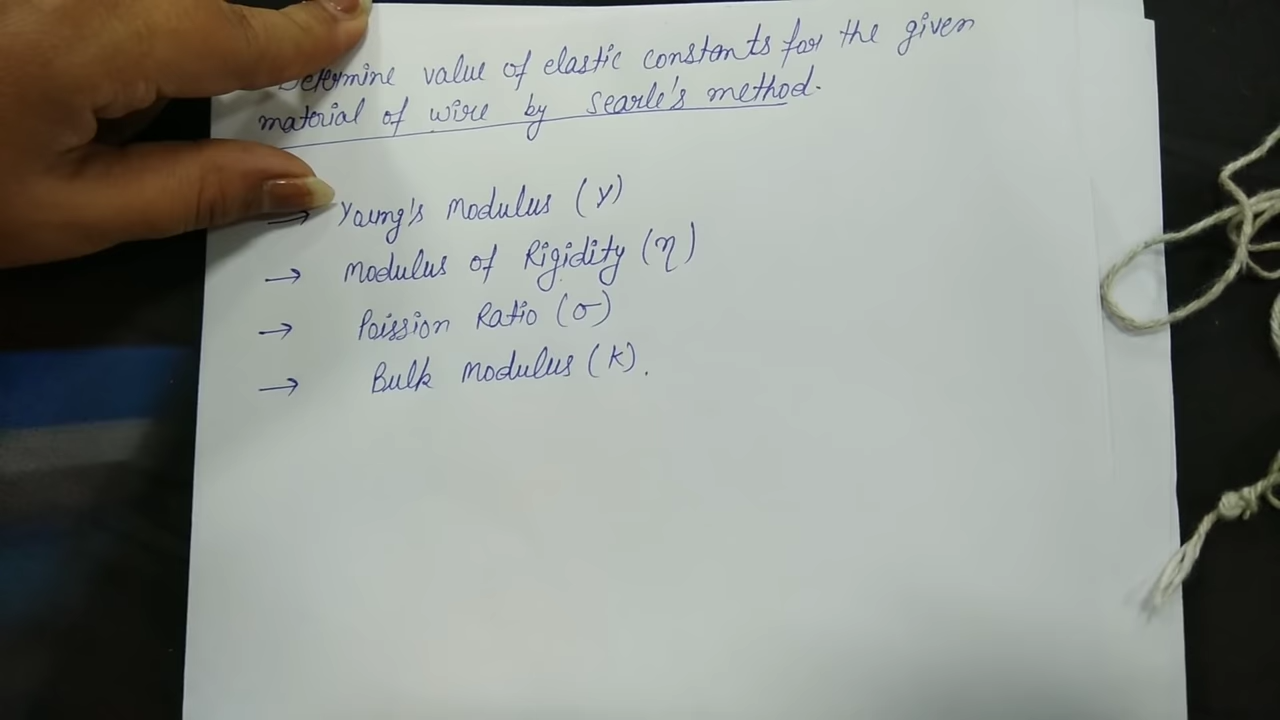 Determine value of elastic constants for the given
material of wire by Searle's method.
→ Young's Modulus (Y)
→ Modulus of Rigidity (η)
→ Poission Ratio (σ)
→ Bulk modulus (K).